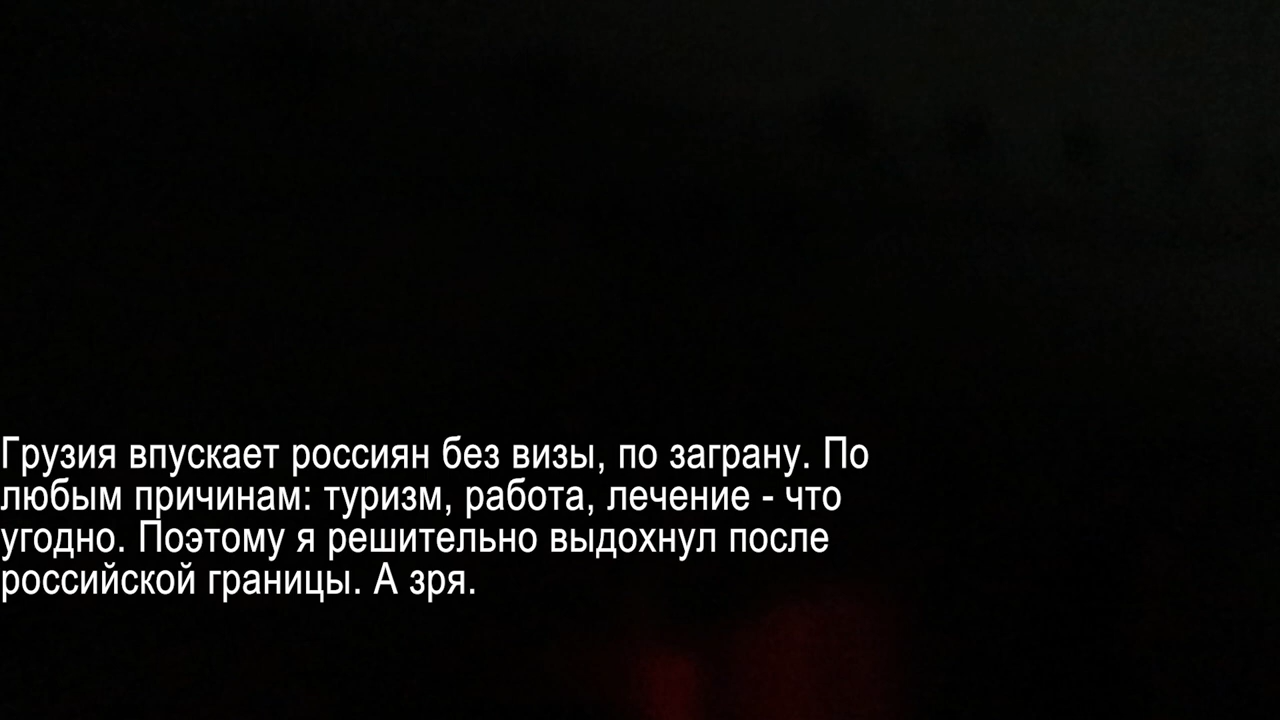 Грузия впускает россиян без визы, по заграну. По
любым причинам: туризм, работа, лечение - что
угодно. Поэтому я решительно выдохнул после
российской границы. А зря.